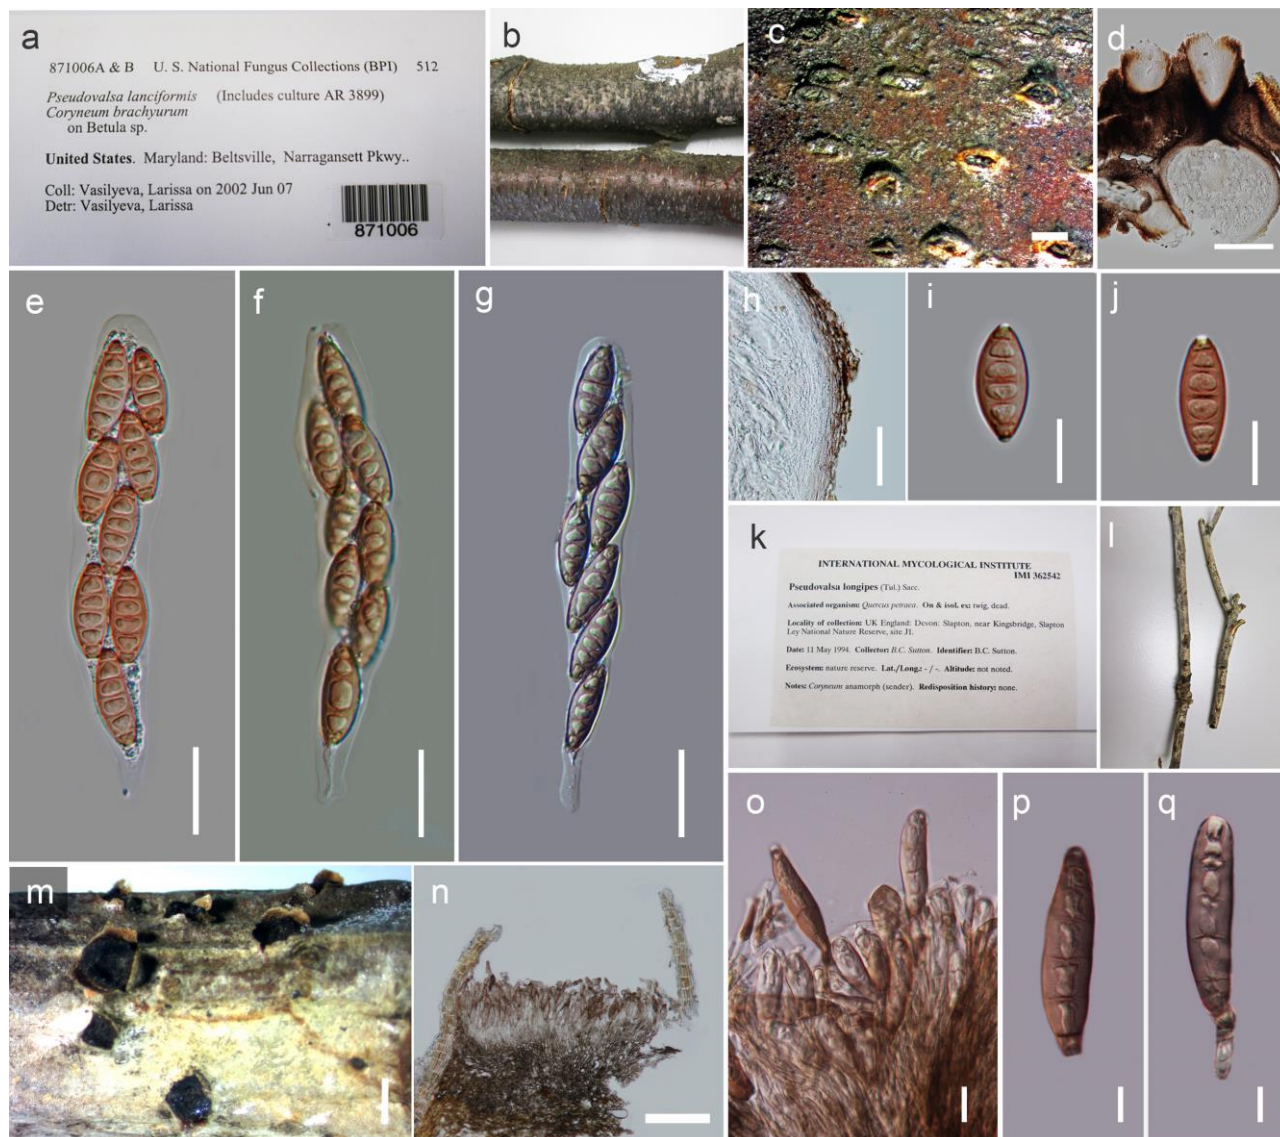 a
871006A & B U. S. National Fungus Collections (BPI) 512
Pseudovalsa lanciformis (Includes culture AR 3899)
Coryneum brachyurum
on Betula sp.
United States. Maryland: Beltsville, Narragansett Pkwy..
Coll: Vasilyeva, Larissa on 2002 Jun 07
Detr: Vasilyeva, Larissa
871006
b
c
d
e
f
g
h
i
j
k
INTERNATIONAL MYCOLOGICAL INSTITUTE
IMI 362542
Pseudovalsa longipes (Tul.) Sacc.
Associated organism: Quercus petraea. On & isol. ex: twig, dead.
Locality of collection: UK England: Devon: Slapton, near Kingsbridge, Slapton
Ley National Nature Reserve, site J1.
Date: 11 May 1994. Collector: B.C. Sutton. Identifier: B.C. Sutton.
Ecosystem: nature reserve. Lat./Long.: - / -. Altitude: not noted.
Notes: Coryneum anamorph (sender). Redisposition history: none.
l
m
n
o
p
q